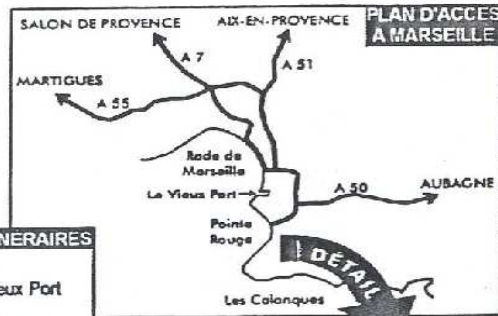 PLAN D'ACCES
A MARSEILLE
SALON DE PROVENCE
AIX-EN-PROVENCE
A 7
A 51
MARTIGUES
A 55
Rade de
Marseille
Le Vieux Port
A 50
AUBAGNE
Pointe
Rouge
NERAIRES
eux Port
DÉTAIL
Les Calanques